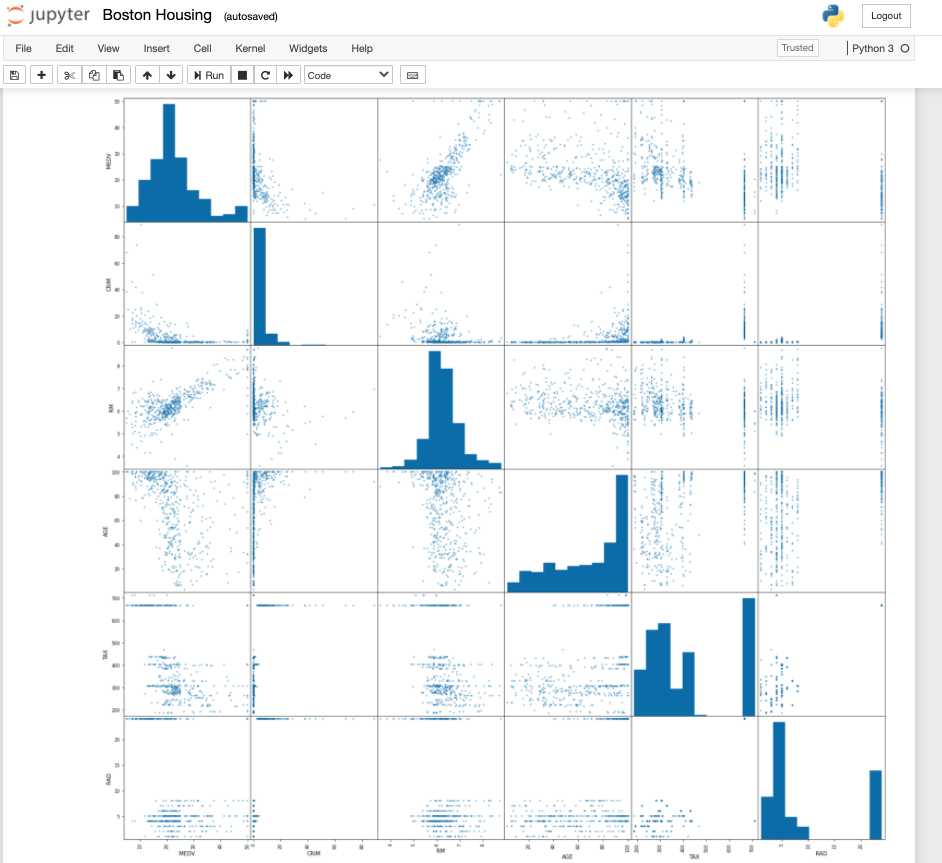 jupyter Boston Housing (autosaved) Logout
File Edit View Insert Cell Kernel Widgets Help Trusted Python 3
Run Code
50
40
30
20
10
MEDV
80
60
40
20
0
CRIM
8
7
6
5
4
RM
100
80
60
40
20
AGE
700
600
500
400
300
200
TAX
20
15
10
5
RAD
10 20 30 40 50 0 20 40 60 80 4 5 6 7 8 20 40 60 80 100 200 300 400 500 600 700 5 10 15 20
MEDV CRIM RM AGE TAX RAD